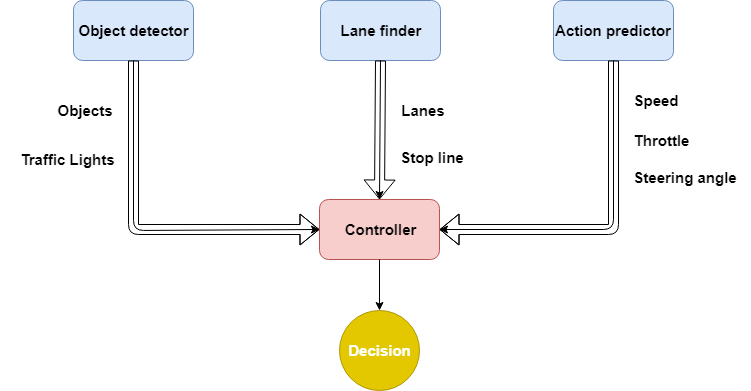 Object detector
Lane finder
Action predictor
Objects
Traffic Lights
Lanes
Stop line
Speed
Throttle
Steering angle
Controller
Decision